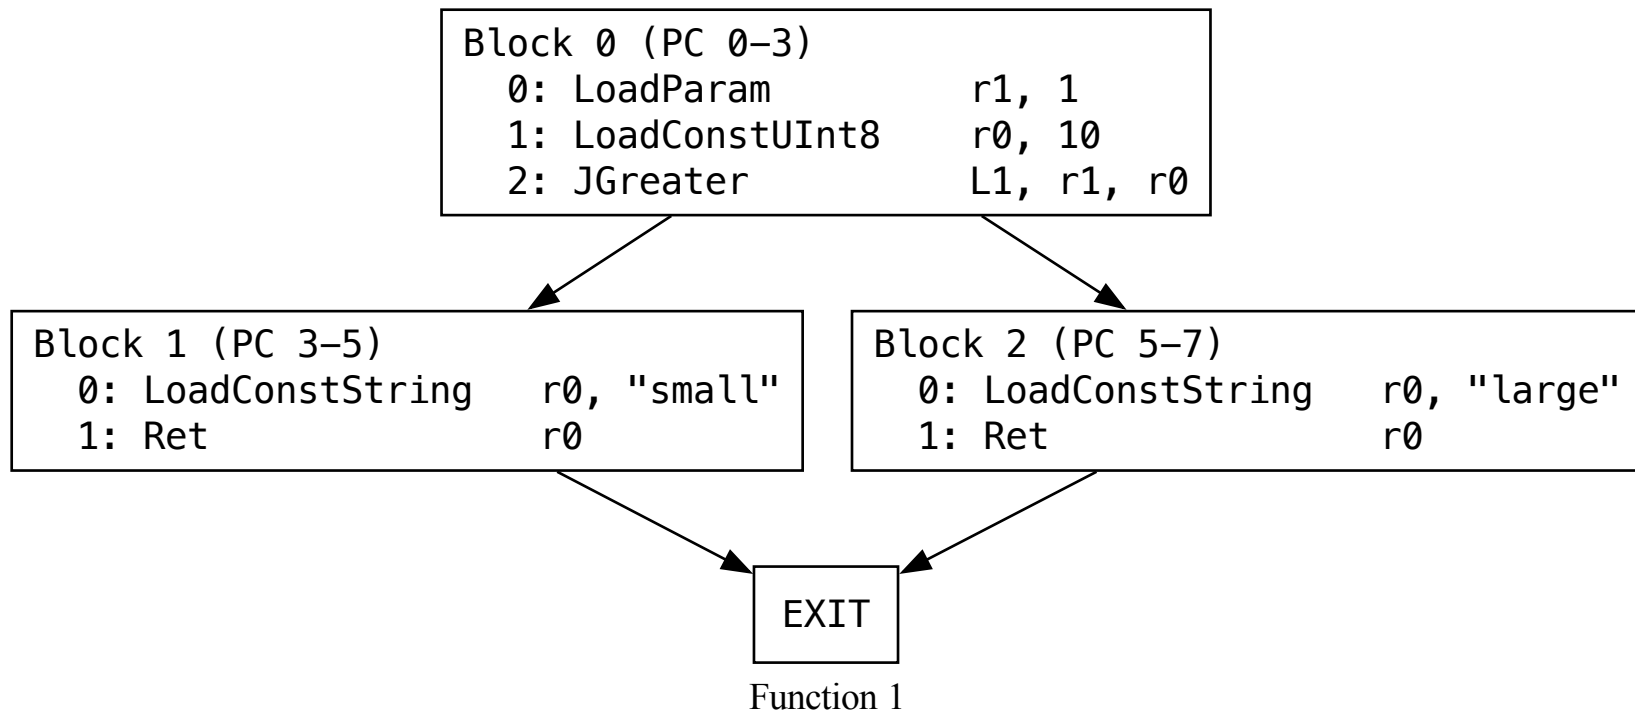 Block 0 (PC 0–3)
  0: LoadParam         r1, 1
  1: LoadConstUInt8    r0, 10
  2: JGreater          L1, r1, r0
Block 1 (PC 3–5)
  0: LoadConstString   r0, "small"
  1: Ret               r0
Block 2 (PC 5–7)
  0: LoadConstString   r0, "large"
  1: Ret               r0
EXIT
Function 1